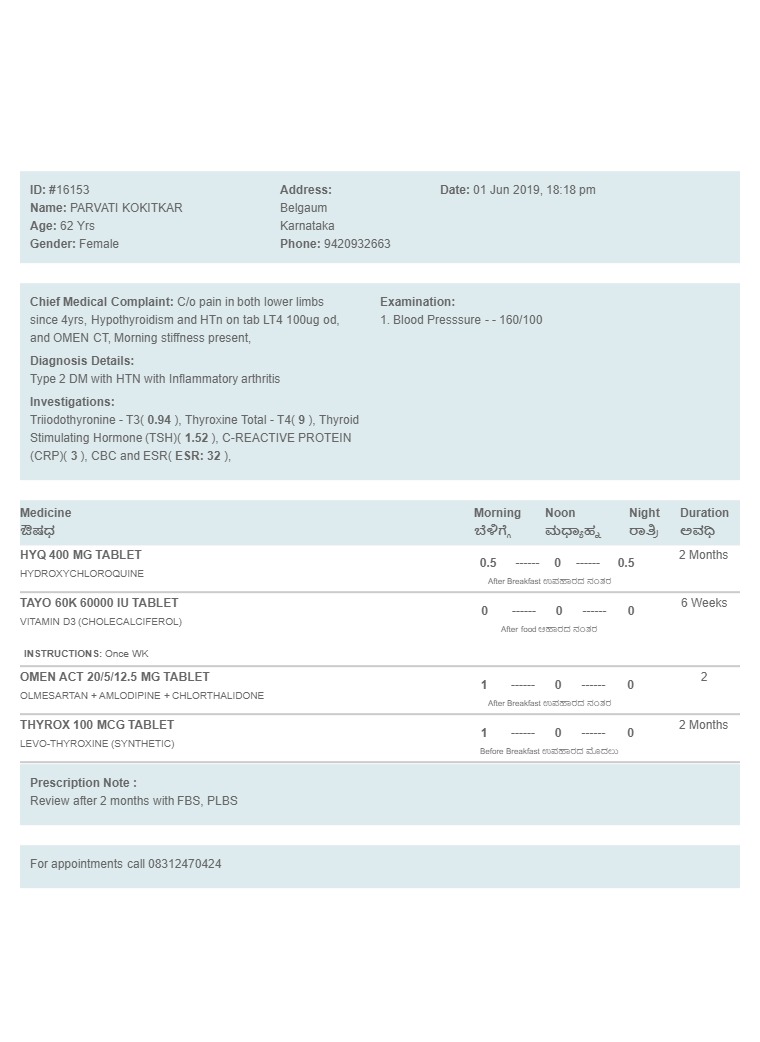 ID: #16153
Name: PARVATI KOKITKAR
Age: 62 Yrs
Gender: Female
Address:
Belgaum
Karnataka
Phone: 9420932663
Date: 01 Jun 2019, 18:18 pm
Chief Medical Complaint: C/o pain in both lower limbs
since 4yrs, Hypothyroidism and HTn on tab LT4 100ug od,
and OMEN CT, Morning stiffness present,
Diagnosis Details:
Type 2 DM with HTN with Inflammatory arthritis
Investigations:
Triiodothyronine - T3( 0.94 ), Thyroxine Total - T4( 9 ), Thyroid
Stimulating Hormone (TSH)( 1.52 ), C-REACTIVE PROTEIN
(CRP)( 3 ), CBC and ESR( ESR: 32 ),
Examination:
1. Blood Presssure - - 160/100
Medicine Morning Noon Night Duration
ಔಷಧ ಬೆಳಿಗ್ಗೆ ಮಧ್ಯಾಹ್ನ ರಾತ್ರಿ ಅವಧಿ
HYQ 400 MG TABLET 0.5 ------ 0 ------ 0.5 2 Months
HYDROXYCHLOROQUINE
After Breakfast ಉಪಹಾರದ ನಂತರ
TAYO 60K 60000 IU TABLET 0 ------ 0 ------ 0 6 Weeks
VITAMIN D3 (CHOLECALCIFEROL)
After food ಆಹಾರದ ನಂತರ
INSTRUCTIONS: Once WK
OMEN ACT 20/5/12.5 MG TABLET 1 ------ 0 ------ 0 2
OLMESARTAN + AMLODIPINE + CHLORTHALIDONE
After Breakfast ಉಪಹಾರದ ನಂತರ
THYROX 100 MCG TABLET 1 ------ 0 ------ 0 2 Months
LEVO-THYROXINE (SYNTHETIC)
Before Breakfast ಉಪಹಾರದ ಮೊದಲು
Prescription Note :
Review after 2 months with FBS, PLBS
For appointments call 08312470424